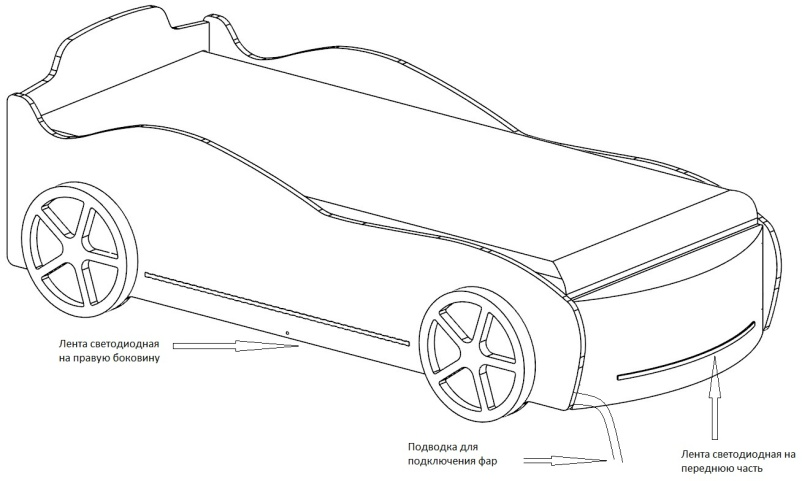 Лента светодиодная
на правую боковину
Подводка для
подключения фар
Лента светодиодная на
переднюю часть